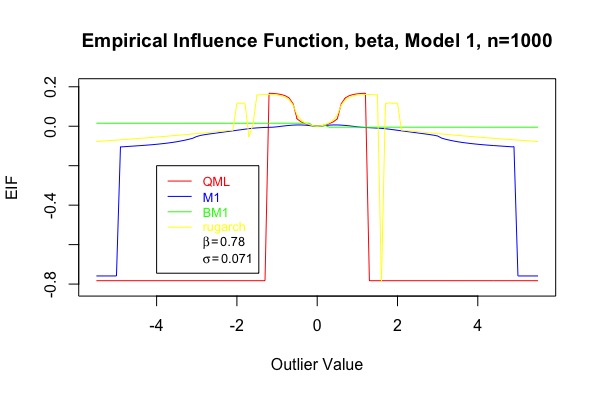 Empirical Influence Function, beta, Model 1, n=1000
0.2
0.0
-0.4
-0.8
EIF
QML
M1
BM1
rugarch
β = 0.78
σ = 0.071
-4 -2 0 2 4
Outlier Value